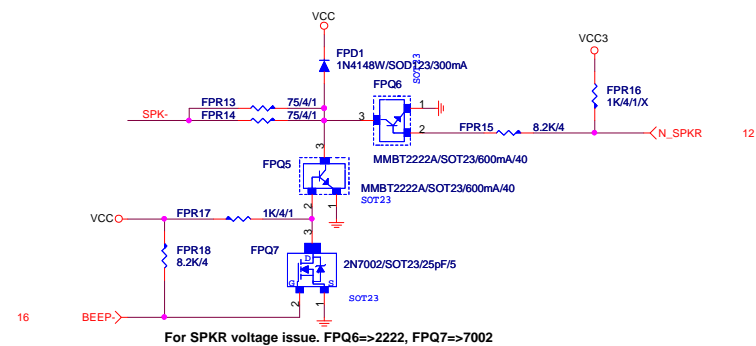 VCC
FPD1
1N4148W/SOD123/300mA
SOT23
FPQ6
VCC3
FPR16
1K/4/1/X
SPK-
FPR13
75/4/1
FPR14
75/4/1
3
1
2
FPR15
8.2K/4
N_SPKR
12
MMBT2222A/SOT23/600mA/40
3
FPQ5
MMBT2222A/SOT23/600mA/40
SOT23
2
1
VCC
FPR17
1K/4/1
FPR18
8.2K/4
3
FPQ7
D
G
S
2N7002/SOT23/25pF/5
SOT23
2
1
16
BEEP-
For SPKR voltage issue. FPQ6=>2222, FPQ7=>7002